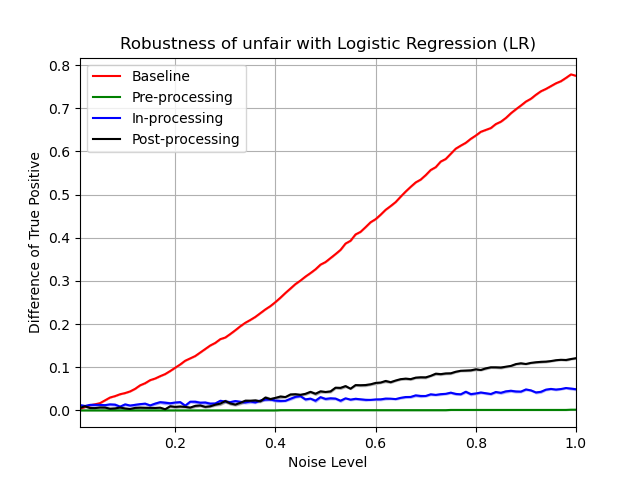 Robustness of unfair with Logistic Regression (LR)
Baseline
Pre-processing
In-processing
Post-processing
Difference of True Positive
0.8
0.7
0.6
0.5
0.4
0.3
0.2
0.1
0.0
0.2 0.4 0.6 0.8 1.0
Noise Level